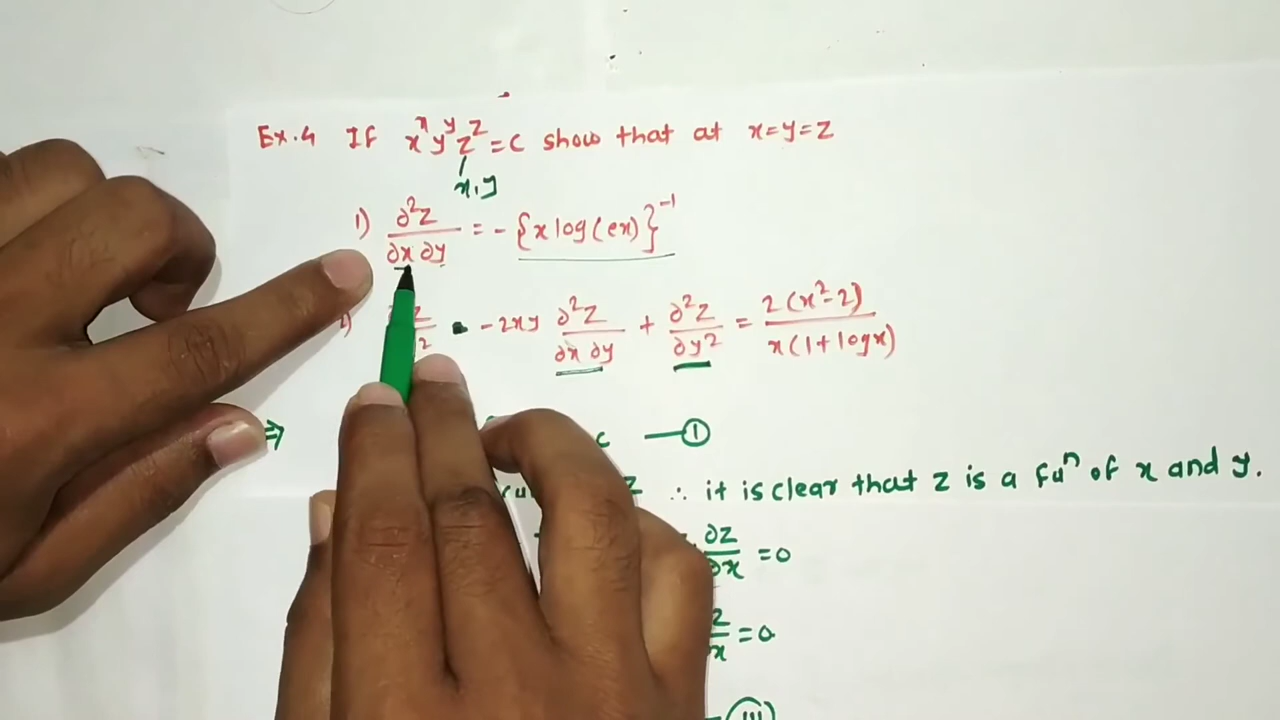 Ex.4 If x^x y^y z^z = c show that at x=y=z
x,y
1) ∂²z/∂x∂y = - {x log(ex)}^-1
-2xy ∂²z/∂x∂y + ∂²z/∂y² = 2(x²-2)/x(1+logx)
⇒ c —①
z ∴ it is clear that z is a fuⁿ of x and y.
∂z/∂x = 0
= 0